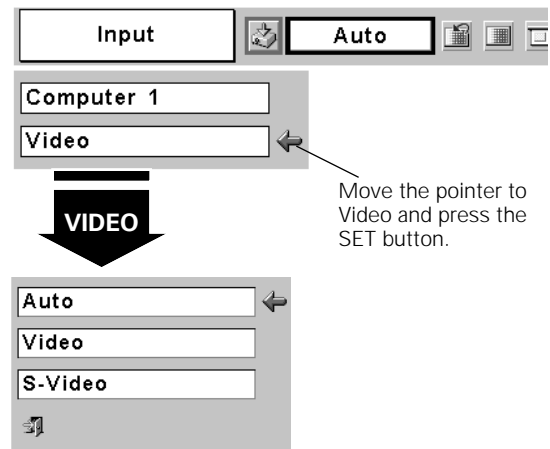 Input Auto
Computer 1
Video
Move the pointer to
Video and press the
SET button.
VIDEO
Auto
Video
S-Video